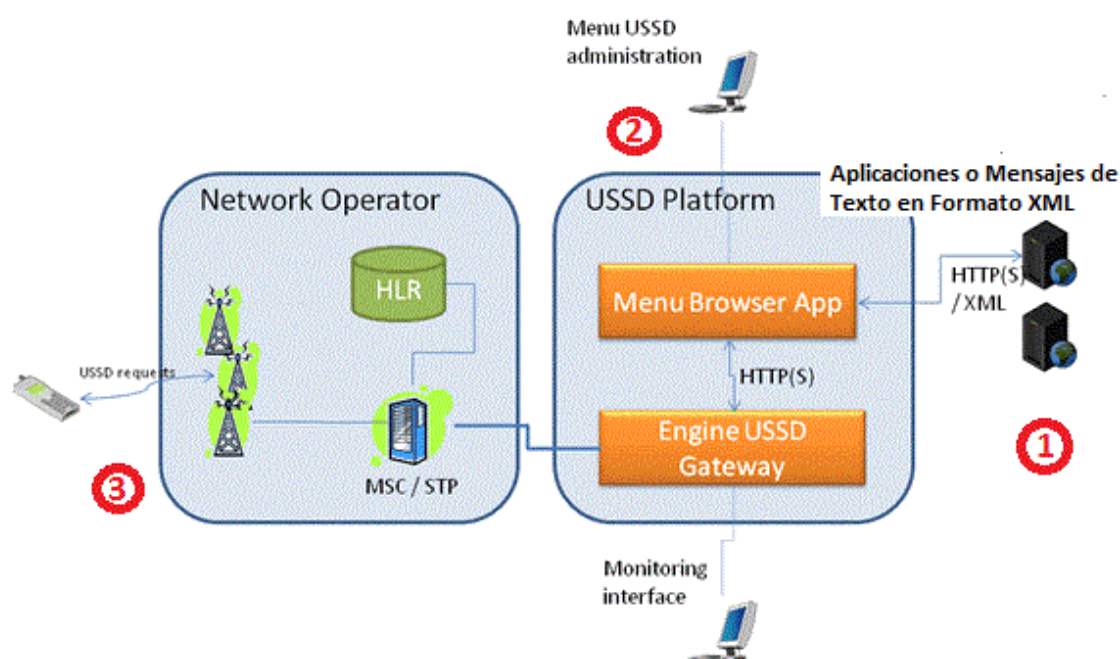 Menu USSD
administration
2
Aplicaciones o Mensajes de
Texto en Formato XML
Network Operator
USSD Platform
HLR
Menu Browser App
HTTP(S)
/ XML
USSD requests
HTTP(S)
Engine USSD
Gateway
1
3
MSC / STP
Monitoring
interface